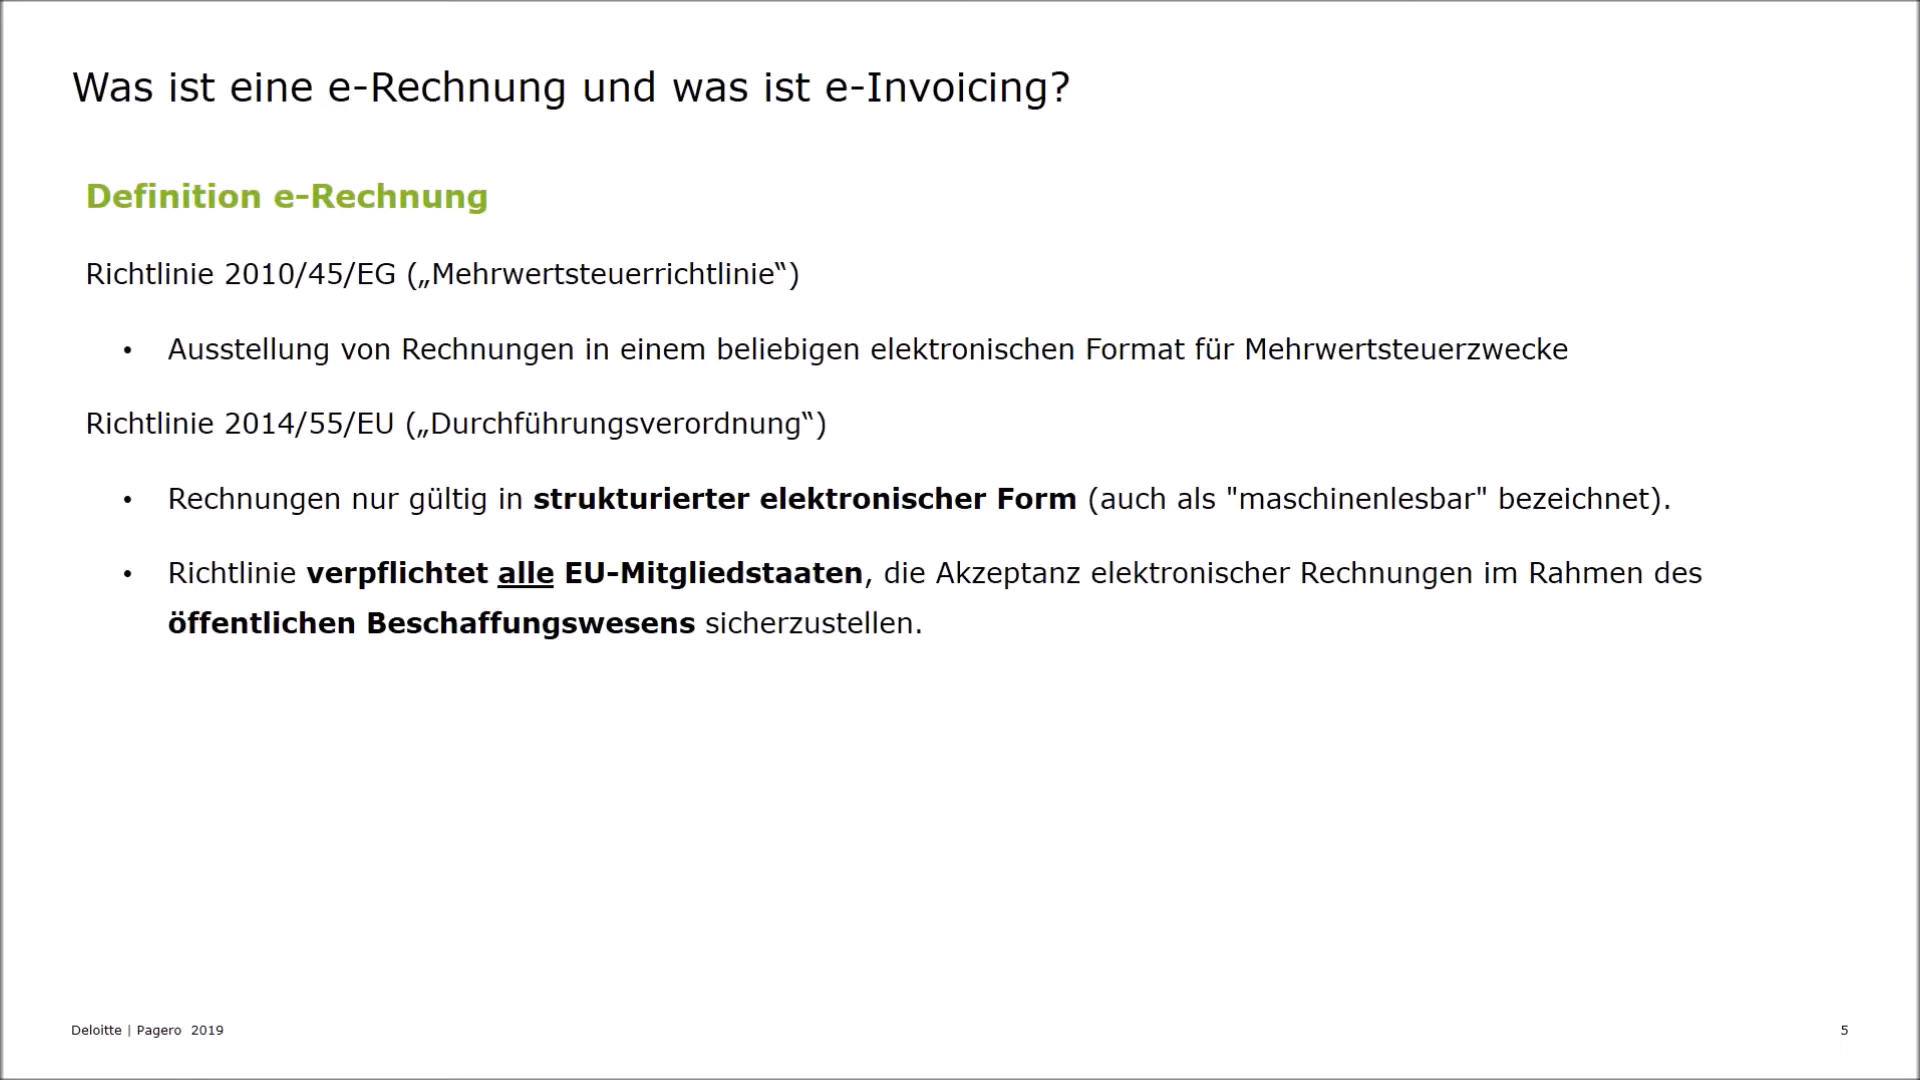 Was ist eine e-Rechnung und was ist e-Invoicing?
Definition e-Rechnung
Richtlinie 2010/45/EG („Mehrwertsteuerrichtlinie“)
• Ausstellung von Rechnungen in einem beliebigen elektronischen Format für Mehrwertsteuerzwecke
Richtlinie 2014/55/EU („Durchführungsverordnung“)
• Rechnungen nur gültig in strukturierter elektronischer Form (auch als "maschinenlesbar" bezeichnet).
• Richtlinie verpflichtet alle EU-Mitgliedstaaten, die Akzeptanz elektronischer Rechnungen im Rahmen des
öffentlichen Beschaffungswesens sicherzustellen.
Deloitte | Pagero 2019
5